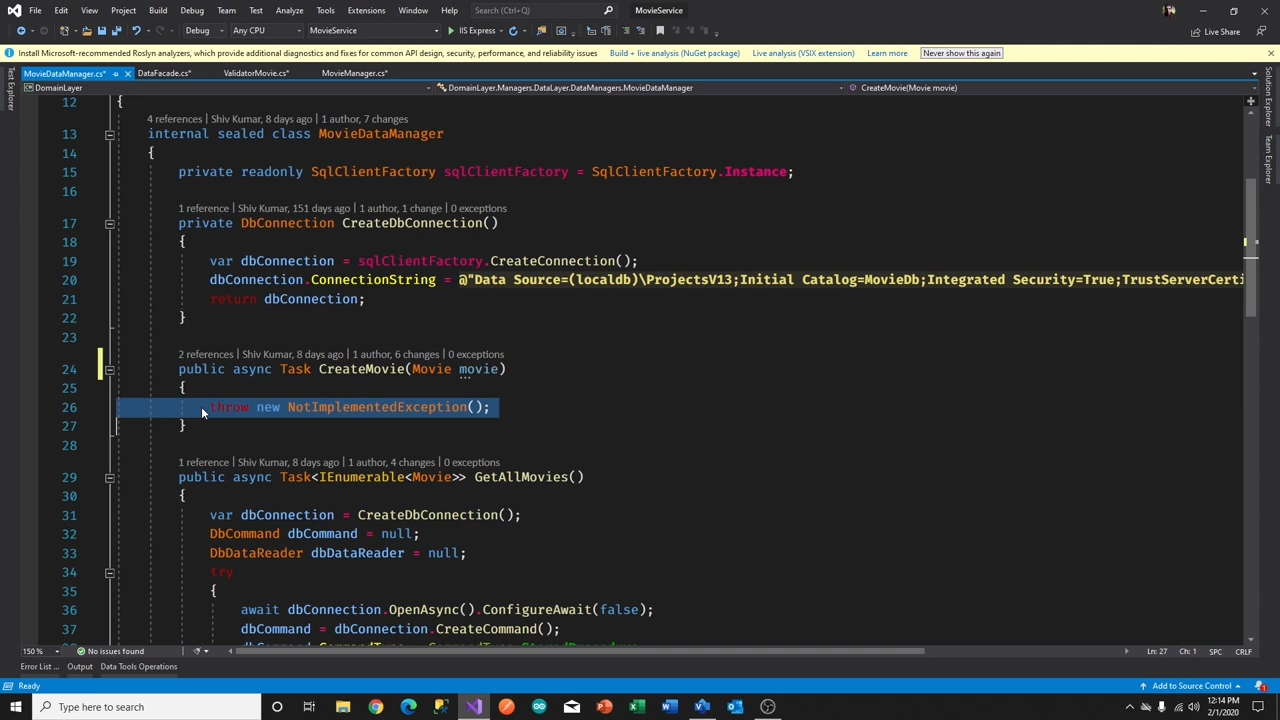 File Edit View Project Build Debug Team Test Analyze Tools Extensions Window Help Search (Ctrl+Q) MovieService
Debug Any CPU MovieService IIS Express Live Share
Install Microsoft-recommended Roslyn analyzers, which provide additional diagnostics and fixes for common API design, security, performance, and reliability issues Build + live analysis (NuGet package) Live analysis (VSIX extension) Learn more Never show this again
MovieDataManager.cs* DataFacade.cs* ValidatorMovie.cs* MovieManager.cs*
DomainLayer DomainLayer.Managers.DataLayer.DataManagers.MovieDataManager CreateMovie(Movie movie)
Test Explorer
Solution Explorer
Team Explorer
12 {
4 references | Shiv Kumar, 8 days ago | 1 author, 7 changes
13 internal sealed class MovieDataManager
14 {
15 private readonly SqlClientFactory sqlClientFactory = SqlClientFactory.Instance;
16
1 reference | Shiv Kumar, 151 days ago | 1 author, 1 change | 0 exceptions
17 private DbConnection CreateDbConnection()
18 {
19 var dbConnection = sqlClientFactory.CreateConnection();
20 dbConnection.ConnectionString = @"Data Source=(localdb)\ProjectsV13;Initial Catalog=MovieDb;Integrated Security=True;TrustServerCerti
21 return dbConnection;
22 }
23
2 references | Shiv Kumar, 8 days ago | 1 author, 6 changes | 0 exceptions
24 public async Task CreateMovie(Movie movie)
25 {
26 throw new NotImplementedException();
27 }
28
1 reference | Shiv Kumar, 8 days ago | 1 author, 4 changes | 0 exceptions
29 public async Task<IEnumerable<Movie>> GetAllMovies()
30 {
31 var dbConnection = CreateDbConnection();
32 DbCommand dbCommand = null;
33 DbDataReader dbDataReader = null;
34 try
35 {
36 await dbConnection.OpenAsync().ConfigureAwait(false);
37 dbCommand = dbConnection.CreateCommand();
150 % No issues found Ln: 27 Ch: 1 SPC CRLF
Error List ... Output Data Tools Operations
Ready Add to Source Control
Type here to search
12:14 PM
2/1/2020